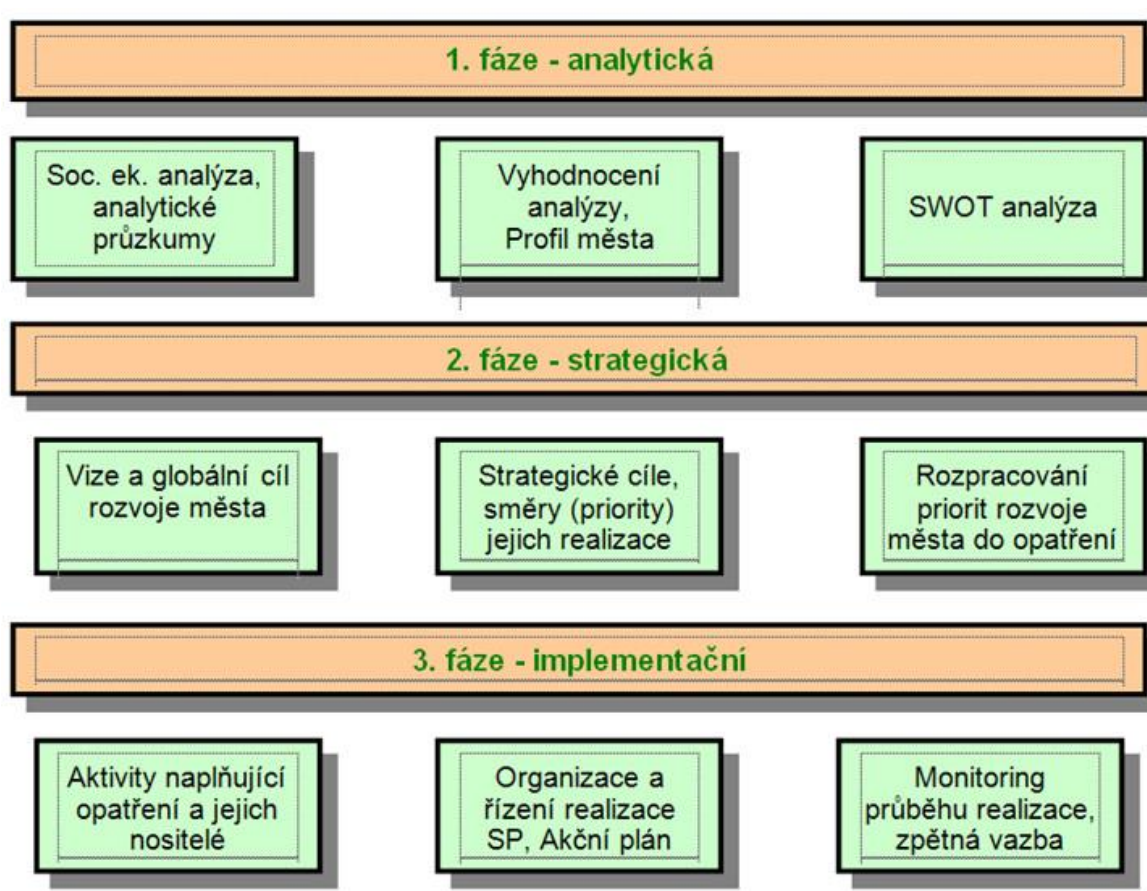 1. fáze - analytická
Soc. ek. analýza,
analytické
průzkumy
Vyhodnocení
analýzy,
Profil města
SWOT analýza
2. fáze - strategická
Vize a globální cíl
rozvoje města
Strategické cíle,
směry (priority)
jejich realizace
Rozpracování
priorit rozvoje
města do opatření
3. fáze - implementační
Aktivity naplňující
opatření a jejich
nositelé
Organizace a
řízení realizace
SP, Akční plán
Monitoring
průběhu realizace,
zpětná vazba